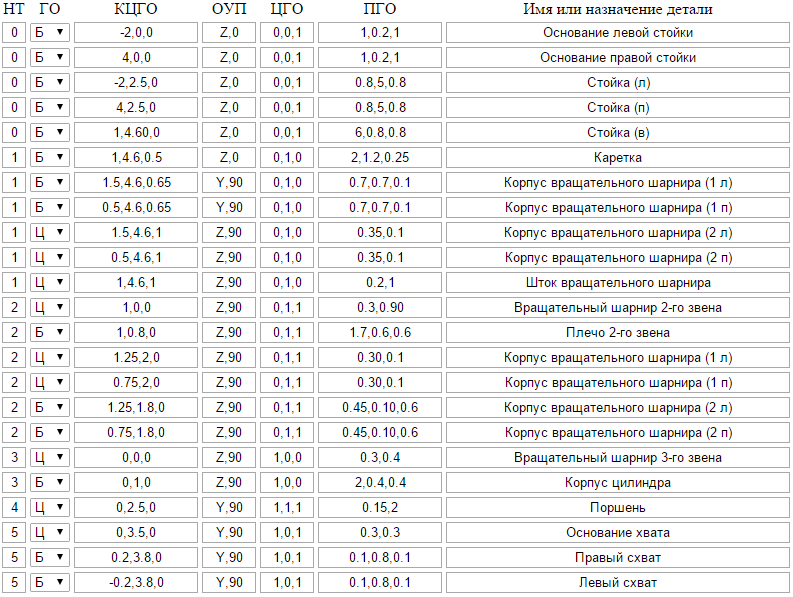 НТ ГО КЦГО ОУП ЦГО ПГО Имя или назначение детали
0 Б -2,0,0 Z,0 0,0,1 1,0.2,1 Основание левой стойки
0 Б 4,0,0 Z,0 0,0,1 1,0.2,1 Основание правой стойки
0 Б -2,2.5,0 Z,0 0,0,1 0.8,5,0.8 Стойка (л)
0 Б 4,2.5,0 Z,0 0,0,1 0.8,5,0.8 Стойка (п)
0 Б 1,4.60,0 Z,0 0,0,1 6,0.8,0.8 Стойка (в)
1 Б 1,4.6,0.5 Z,0 0,1,0 2,1.2,0.25 Каретка
1 Б 1.5,4.6,0.65 Y,90 0,1,0 0.7,0.7,0.1 Корпус вращательного шарнира (1 л)
1 Б 0.5,4.6,0.65 Y,90 0,1,0 0.7,0.7,0.1 Корпус вращательного шарнира (1 п)
1 Ц 1.5,4.6,1 Z,90 0,1,0 0.35,0.1 Корпус вращательного шарнира (2 л)
1 Ц 0.5,4.6,1 Z,90 0,1,0 0.35,0.1 Корпус вращательного шарнира (2 п)
1 Ц 1,4.6,1 Z,90 0,1,0 0.2,1 Шток вращательного шарнира
2 Ц 1,0,0 Z,90 0,1,1 0.3,0.90 Вращательный шарнир 2-го звена
2 Б 1,0.8,0 Z,90 0,1,1 1.7,0.6,0.6 Плечо 2-го звена
2 Ц 1.25,2,0 Z,90 0,1,1 0.30,0.1 Корпус вращательного шарнира (1 л)
2 Ц 0.75,2,0 Z,90 0,1,1 0.30,0.1 Корпус вращательного шарнира (1 п)
2 Б 1.25,1.8,0 Z,90 0,1,1 0.45,0.10,0.6 Корпус вращательного шарнира (2 л)
2 Б 0.75,1.8,0 Z,90 0,1,1 0.45,0.10,0.6 Корпус вращательного шарнира (2 п)
3 Ц 0,0,0 Z,90 1,0,0 0.3,0.4 Вращательный шарнир 3-го звена
3 Б 0,1,0 Z,90 1,0,0 2,0.4,0.4 Корпус цилиндра
4 Ц 0,2.5,0 Y,90 1,1,1 0.15,2 Поршень
5 Ц 0,3.5,0 Y,90 1,0,1 0.3,0.3 Основание хвата
5 Б 0.2,3.8,0 Y,90 1,0,1 0.1,0.8,0.1 Правый схват
5 Б -0.2,3.8,0 Y,90 1,0,1 0.1,0.8,0.1 Левый схват